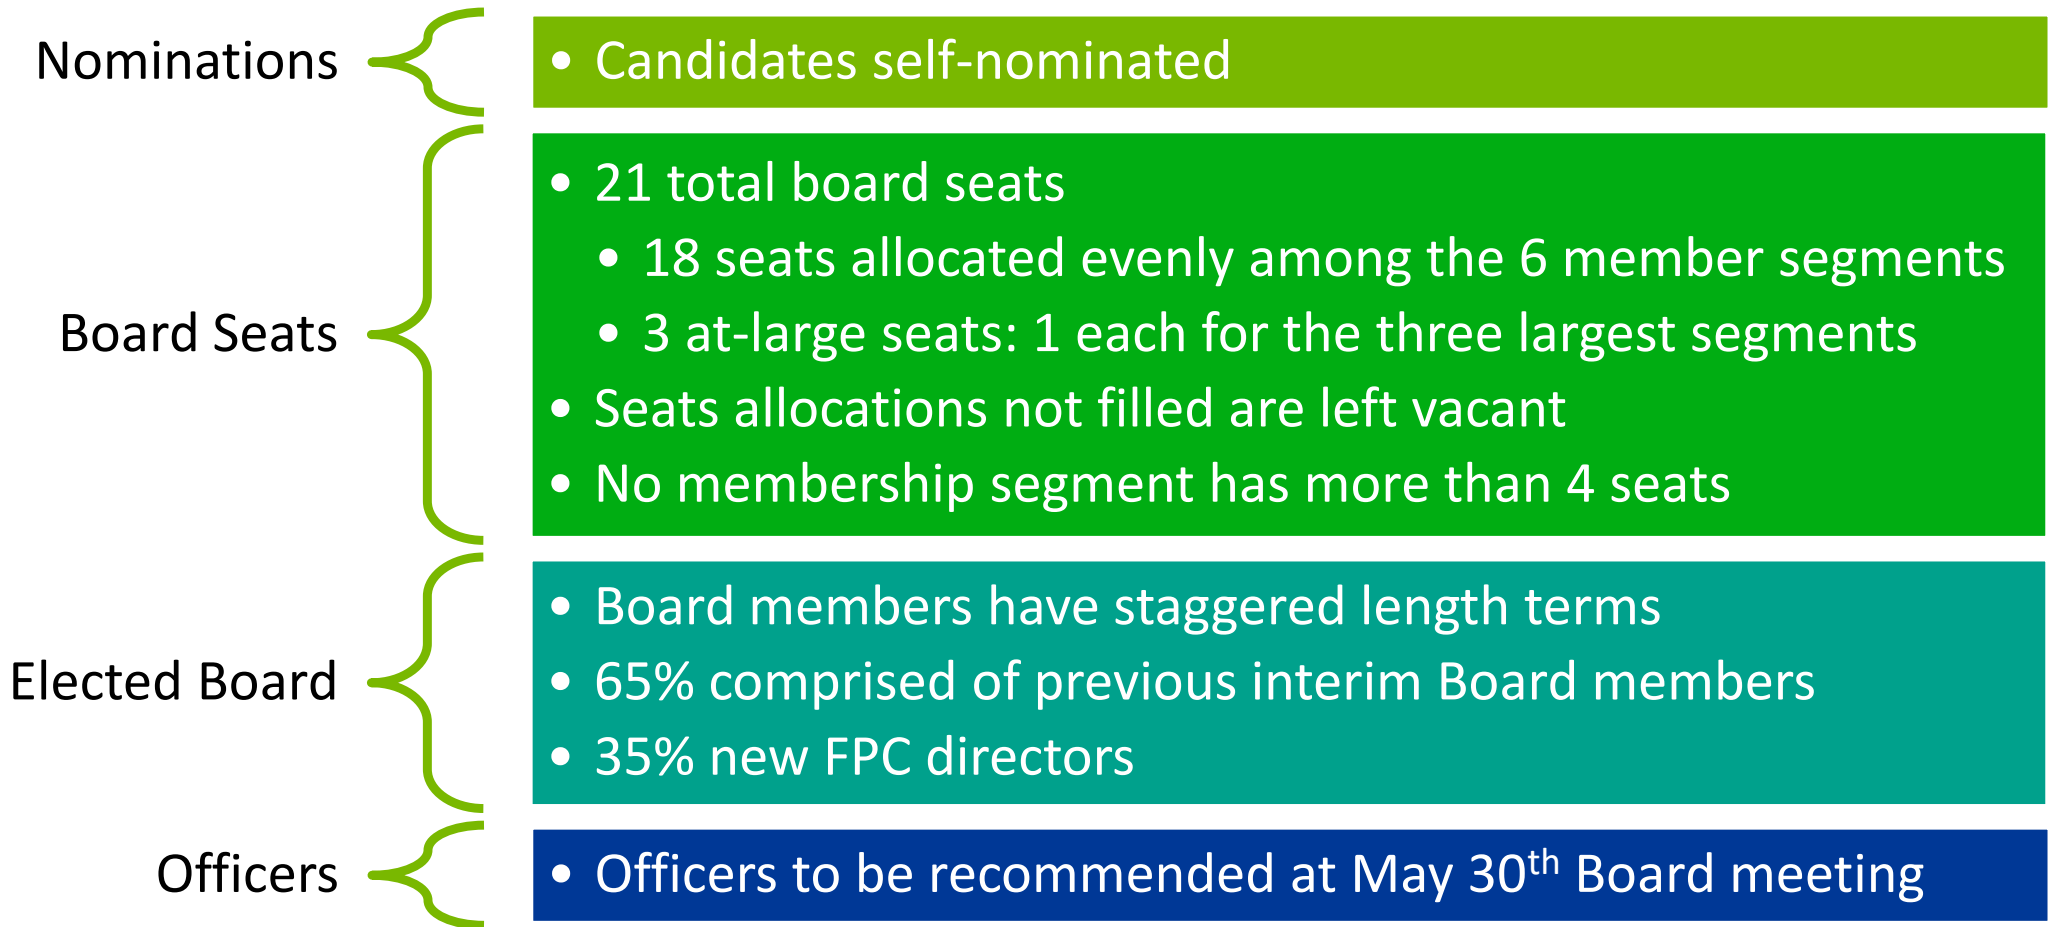 Nominations
• Candidates self-nominated
Board Seats
• 21 total board seats
• 18 seats allocated evenly among the 6 member segments
• 3 at-large seats: 1 each for the three largest segments
• Seats allocations not filled are left vacant
• No membership segment has more than 4 seats
Elected Board
• Board members have staggered length terms
• 65% comprised of previous interim Board members
• 35% new FPC directors
Officers
• Officers to be recommended at May 30th Board meeting